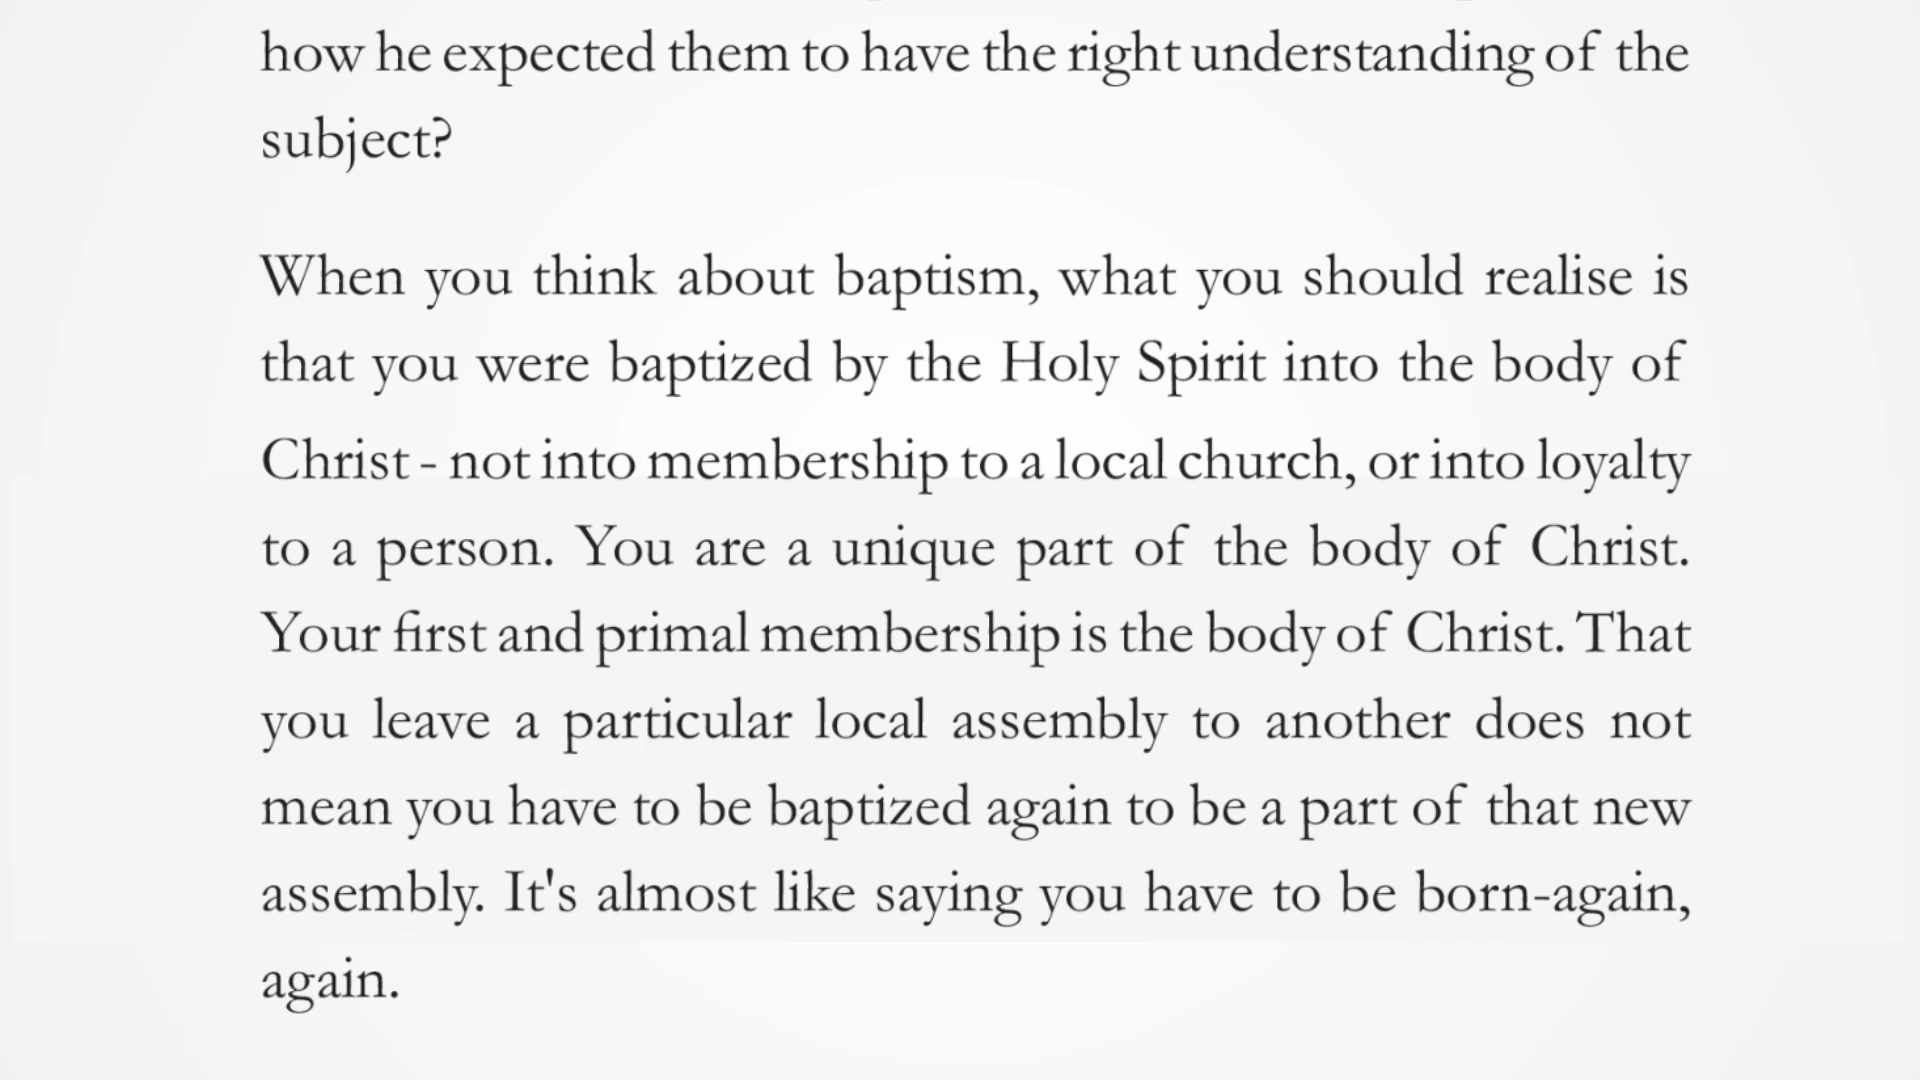 how he expected them to have the right understanding of the
subject?
When you think about baptism, what you should realise is
that you were baptized by the Holy Spirit into the body of
Christ - not into membership to a local church, or into loyalty
to a person. You are a unique part of the body of Christ.
Your first and primal membership is the body of Christ. That
you leave a particular local assembly to another does not
mean you have to be baptized again to be a part of that new
assembly. It's almost like saying you have to be born-again,
again.